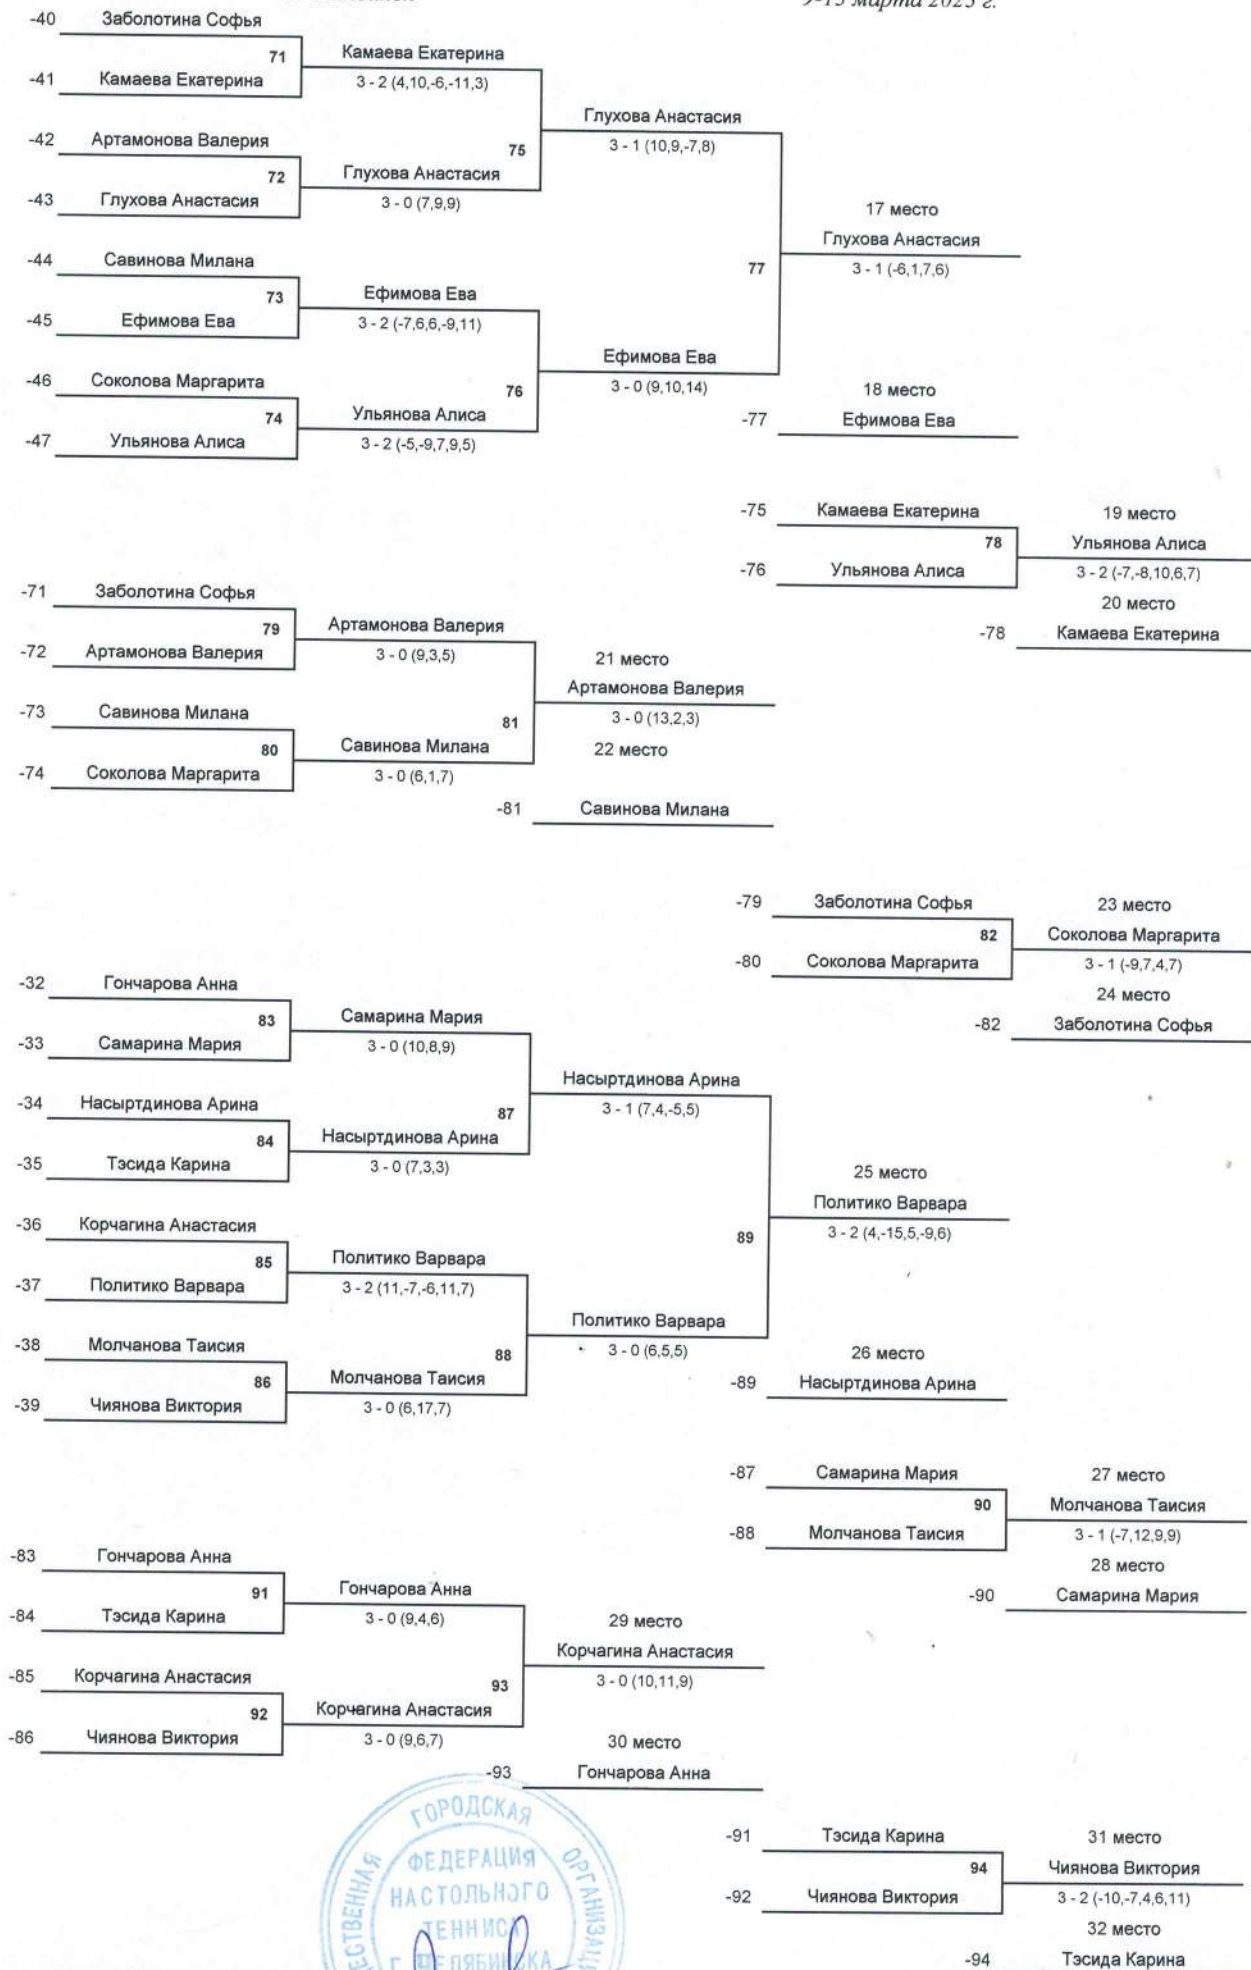 9-13 марта 2023 г.
-40 Заболотина Софья
71 Камаева Екатерина
-41 Камаева Екатерина 3 - 2 (4,10,-6,-11,3)
Глухова Анастасия
-42 Артамонова Валерия 75 3 - 1 (10,9,-7,8)
72 Глухова Анастасия
-43 Глухова Анастасия 3 - 0 (7,9,9) 17 место
Глухова Анастасия
-44 Савинова Милана 77 3 - 1 (-6,1,7,6)
73 Ефимова Ева
-45 Ефимова Ева 3 - 2 (-7,6,6,-9,11)
Ефимова Ева
-46 Соколова Маргарита 76 3 - 0 (9,10,14) 18 место
74 Ульянова Алиса -77 Ефимова Ева
-47 Ульянова Алиса 3 - 2 (-5,-9,7,9,5)
-75 Камаева Екатерина 19 место
78 Ульянова Алиса
-76 Ульянова Алиса 3 - 2 (-7,-8,10,6,7)
-71 Заболотина Софья 20 место
79 Артамонова Валерия -78 Камаева Екатерина
-72 Артамонова Валерия 3 - 0 (9,3,5) 21 место
Артамонова Валерия
-73 Савинова Милана 81 3 - 0 (13,2,3)
80 Савинова Милана 22 место
-74 Соколова Маргарита 3 - 0 (6,1,7)
-81 Савинова Милана
-79 Заболотина Софья 23 место
82 Соколова Маргарита
-80 Соколова Маргарита 3 - 1 (-9,7,4,7)
-32 Гончарова Анна 24 место
83 Самарина Мария -82 Заболотина Софья
-33 Самарина Мария 3 - 0 (10,8,9)
Насыртдинова Арина
-34 Насыртдинова Арина 87 3 - 1 (7,4,-5,5)
84 Насыртдинова Арина
-35 Тэсида Карина 3 - 0 (7,3,3) 25 место
Политико Варвара
-36 Корчагина Анастасия 89 3 - 2 (4,-15,5,-9,6)
85 Политико Варвара
-37 Политико Варвара 3 - 2 (11,-7,-6,11,7)
Политико Варвара
-38 Молчанова Таисия 88 3 - 0 (6,5,5) 26 место
86 Молчанова Таисия -89 Насыртдинова Арина
-39 Чиянова Виктория 3 - 0 (6,17,7)
-87 Самарина Мария 27 место
90 Молчанова Таисия
-88 Молчанова Таисия 3 - 1 (-7,12,9,9)
-83 Гончарова Анна 28 место
91 Гончарова Анна -90 Самарина Мария
-84 Тэсида Карина 3 - 0 (9,4,6) 29 место
Корчагина Анастасия
-85 Корчагина Анастасия 93 3 - 0 (10,11,9)
92 Корчагина Анастасия
-86 Чиянова Виктория 3 - 0 (9,6,7) 30 место
-93 Гончарова Анна
-91 Тэсида Карина 31 место
94 Чиянова Виктория
-92 Чиянова Виктория 3 - 2 (-10,-7,4,6,11)
32 место
-94 Тэсида Карина
ГОРОДСКАЯ
ФЕДЕРАЦИЯ
НАСТОЛЬНОГО
ТЕННИСА